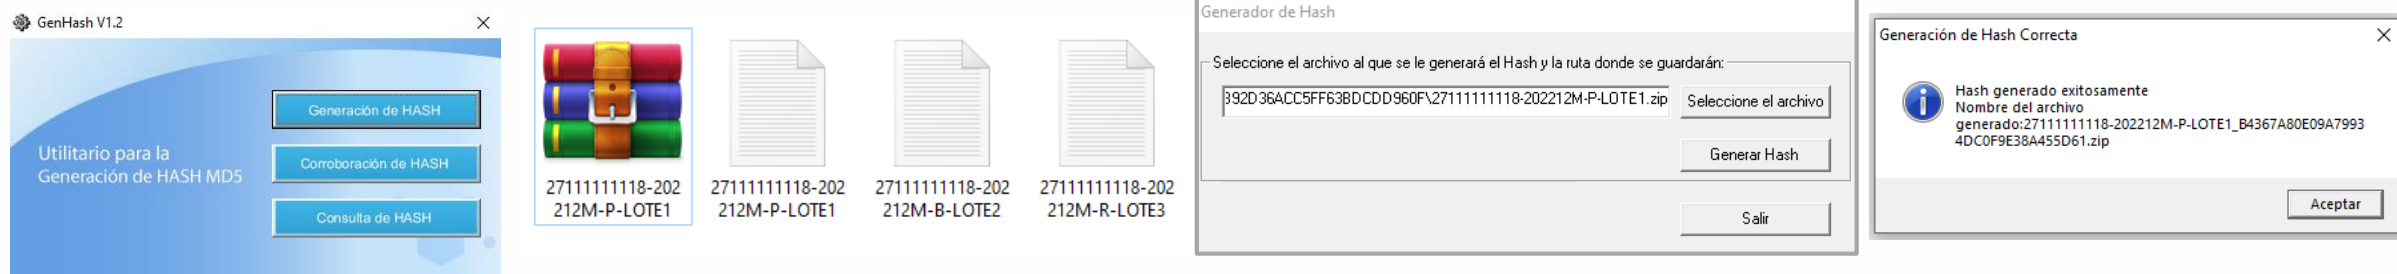 GenHash V1.2
Generación de HASH
Utilitario para la
Generación de HASH MD5
Corroboración de HASH
Consulta de HASH
27111111118-202
212M-P-LOTE1
27111111118-202
212M-P-LOTE1
27111111118-202
212M-B-LOTE2
27111111118-202
212M-R-LOTE3
Generador de Hash
Seleccione el archivo al que se le generará el Hash y la ruta donde se guardarán:
392D36ACC5FF63BDCDD960F\27111111118-202212M-P-LOTE1.zip
Seleccione el archivo
Generar Hash
Salir
Generación de Hash Correcta
Hash generado exitosamente
Nombre del archivo
generado:27111111118-202212M-P-LOTE1_B4367A80E09A7993
4DC0F9E38A455D61.zip
Aceptar